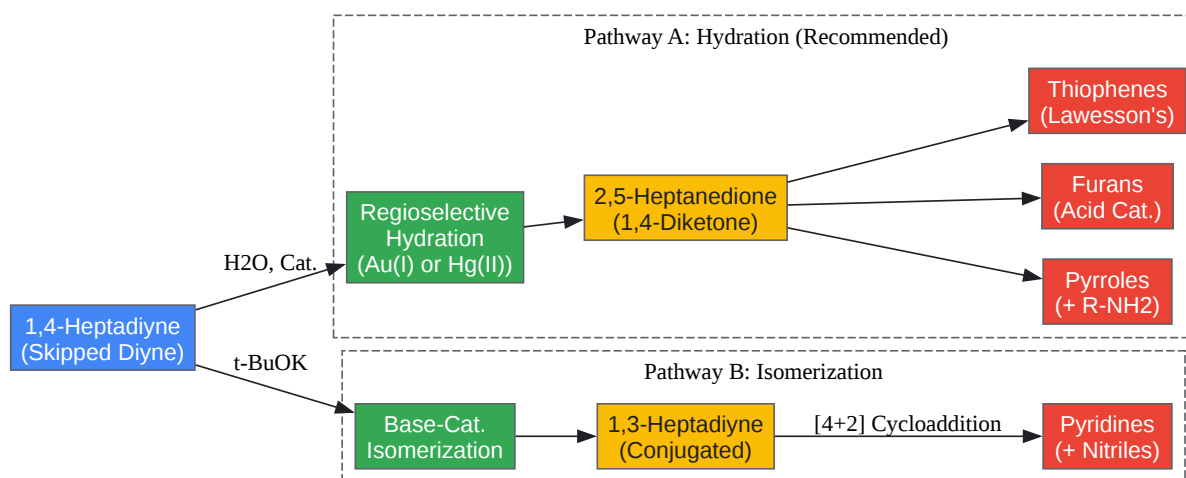 Pathway A: Hydration (Recommended)
Thiophenes
(Lawesson's)
2,5-Heptanedione
(1,4-Diketone)
Furans
(Acid Cat.)
Regioselective
Hydration
(Au(I) or Hg(II))
H2O, Cat.
Pyrroles
(+ R-NH2)
1,4-Heptadiyne
(Skipped Diyne)
t-BuOK
Pathway B: Isomerization
Base-Cat.
Isomerization
1,3-Heptadiyne
(Conjugated)
[4+2] Cycloaddition
Pyridines
(+ Nitriles)